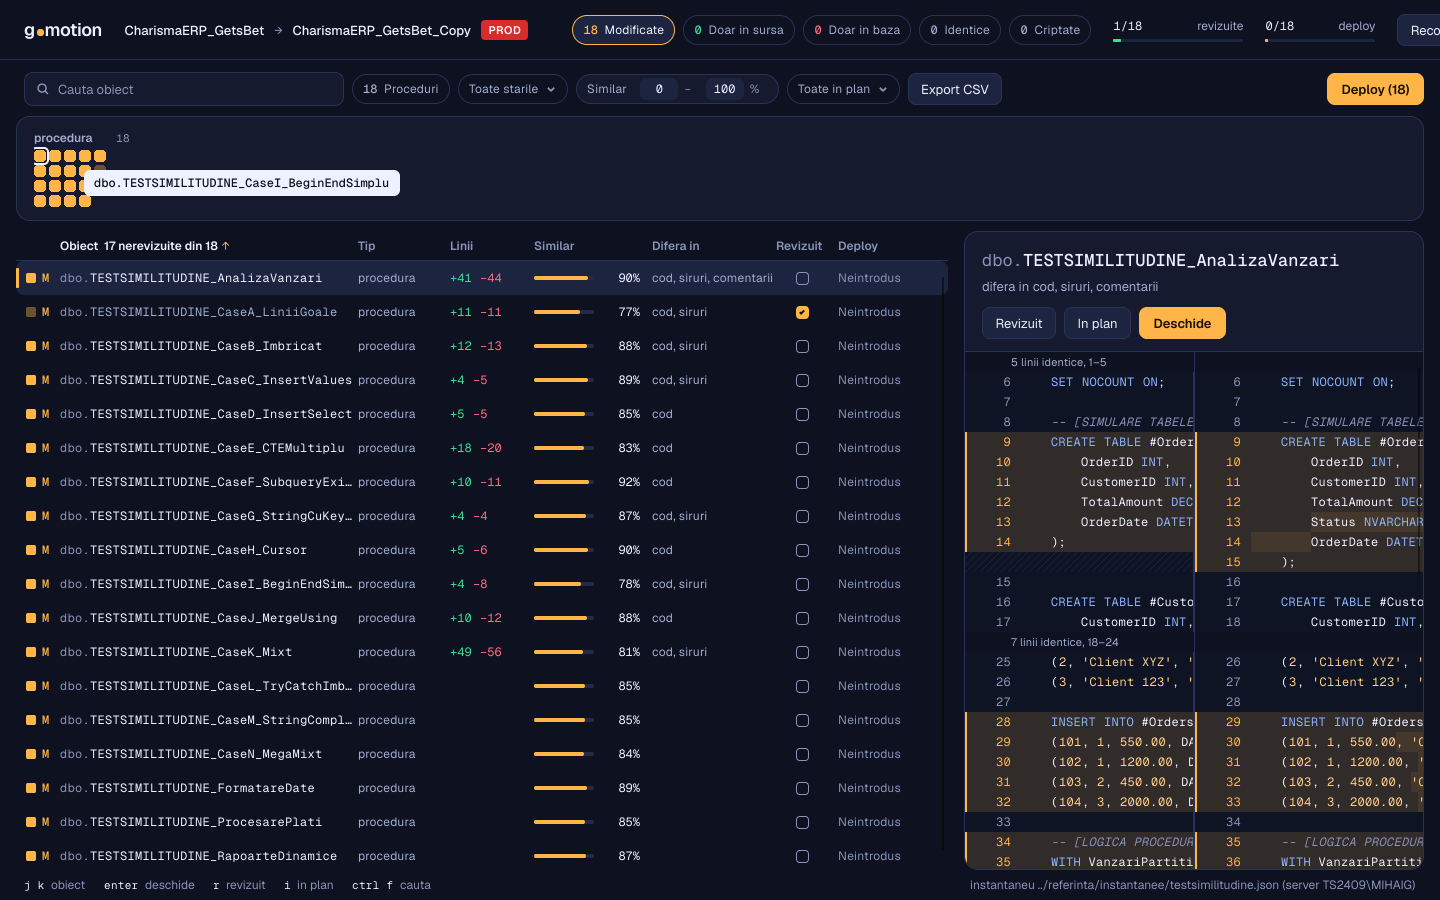 gomotion CharismaERP_GetsBet → CharismaERP_GetsBet_Copy PROD 18 Modificate 0 Doar in sursa 0 Doar in baza 0 Identice 0 Criptate 1/18 revizuite 0/18 deploy Reco
Cauta obiect 18 Proceduri Toate starile Similar 0 – 100 % Toate in plan Export CSV Deploy (18)
procedura 18
dbo.TESTSIMILITUDINE_CaseI_BeginEndSimplu
Obiect 17 nerevizuite din 18 ↑ Tip Linii Similar Difera in Revizuit Deploy
M dbo.TESTSIMILITUDINE_AnalizaVanzari procedura +41 −44 90% cod, siruri, comentarii Neintrodus
M dbo.TESTSIMILITUDINE_CaseA_LiniiGoale procedura +11 −11 77% cod, siruri Neintrodus
M dbo.TESTSIMILITUDINE_CaseB_Imbricat procedura +12 −13 88% cod, siruri Neintrodus
M dbo.TESTSIMILITUDINE_CaseC_InsertValues procedura +4 −5 89% cod, siruri Neintrodus
M dbo.TESTSIMILITUDINE_CaseD_InsertSelect procedura +5 −5 85% cod Neintrodus
M dbo.TESTSIMILITUDINE_CaseE_CTEMultiplu procedura +18 −20 83% cod Neintrodus
M dbo.TESTSIMILITUDINE_CaseF_SubqueryExi… procedura +10 −11 92% cod, siruri Neintrodus
M dbo.TESTSIMILITUDINE_CaseG_StringCuKey… procedura +4 −4 87% cod, siruri Neintrodus
M dbo.TESTSIMILITUDINE_CaseH_Cursor procedura +5 −6 90% cod, siruri Neintrodus
M dbo.TESTSIMILITUDINE_CaseI_BeginEndSim… procedura +4 −8 78% cod, siruri Neintrodus
M dbo.TESTSIMILITUDINE_CaseJ_MergeUsing procedura +10 −12 88% cod Neintrodus
M dbo.TESTSIMILITUDINE_CaseK_Mixt procedura +49 −56 81% cod, siruri Neintrodus
M dbo.TESTSIMILITUDINE_CaseL_TryCatchImb… procedura 85% Neintrodus
M dbo.TESTSIMILITUDINE_CaseM_StringCompl… procedura 85% Neintrodus
M dbo.TESTSIMILITUDINE_CaseN_MegaMixt procedura 84% Neintrodus
M dbo.TESTSIMILITUDINE_FormatareDate procedura 89% Neintrodus
M dbo.TESTSIMILITUDINE_ProcesarePlati procedura 85% Neintrodus
M dbo.TESTSIMILITUDINE_RapoarteDinamice procedura 87% Neintrodus
dbo.TESTSIMILITUDINE_AnalizaVanzari
difera in cod, siruri, comentarii
Revizuit In plan Deschide
5 linii identice, 1–5
6 SET NOCOUNT ON; 6 SET NOCOUNT ON;
7 7
8 -- [SIMULARE TABELE 8 -- [SIMULARE TABELE
9 CREATE TABLE #Order 9 CREATE TABLE #Order
10 OrderID INT, 10 OrderID INT,
11 CustomerID INT, 11 CustomerID INT,
12 TotalAmount DEC 12 TotalAmount DEC
13 OrderDate DATET 13 Status NVARCHAR
14 ); 14 OrderDate DATET
15 );
15 16
16 CREATE TABLE #Custo 17 CREATE TABLE #Custo
17 CustomerID INT, 18 CustomerID INT,
7 linii identice, 18–24
25 (2, 'Client XYZ', ' 26 (2, 'Client XYZ', '
26 (3, 'Client 123', ' 27 (3, 'Client 123', '
27 28
28 INSERT INTO #Orders 29 INSERT INTO #Orders
29 (101, 1, 550.00, DA 30 (101, 1, 550.00, 'C
30 (102, 1, 1200.00, D 31 (102, 1, 1200.00, '
31 (103, 2, 450.00, DA 32 (103, 2, 450.00, 'C
32 (104, 3, 2000.00, D 33 (104, 3, 2000.00, '
33 34
34 -- [LOGICA PROCEDUR 35 -- [LOGICA PROCEDUR
35 WITH VanzariPartiti 36 WITH VanzariPartiti
j k obiect enter deschide r revizuit i in plan ctrl f cauta
instantaneu ../referinta/instantanee/testsimilitudine.json (server TS2409\MIHAIG)